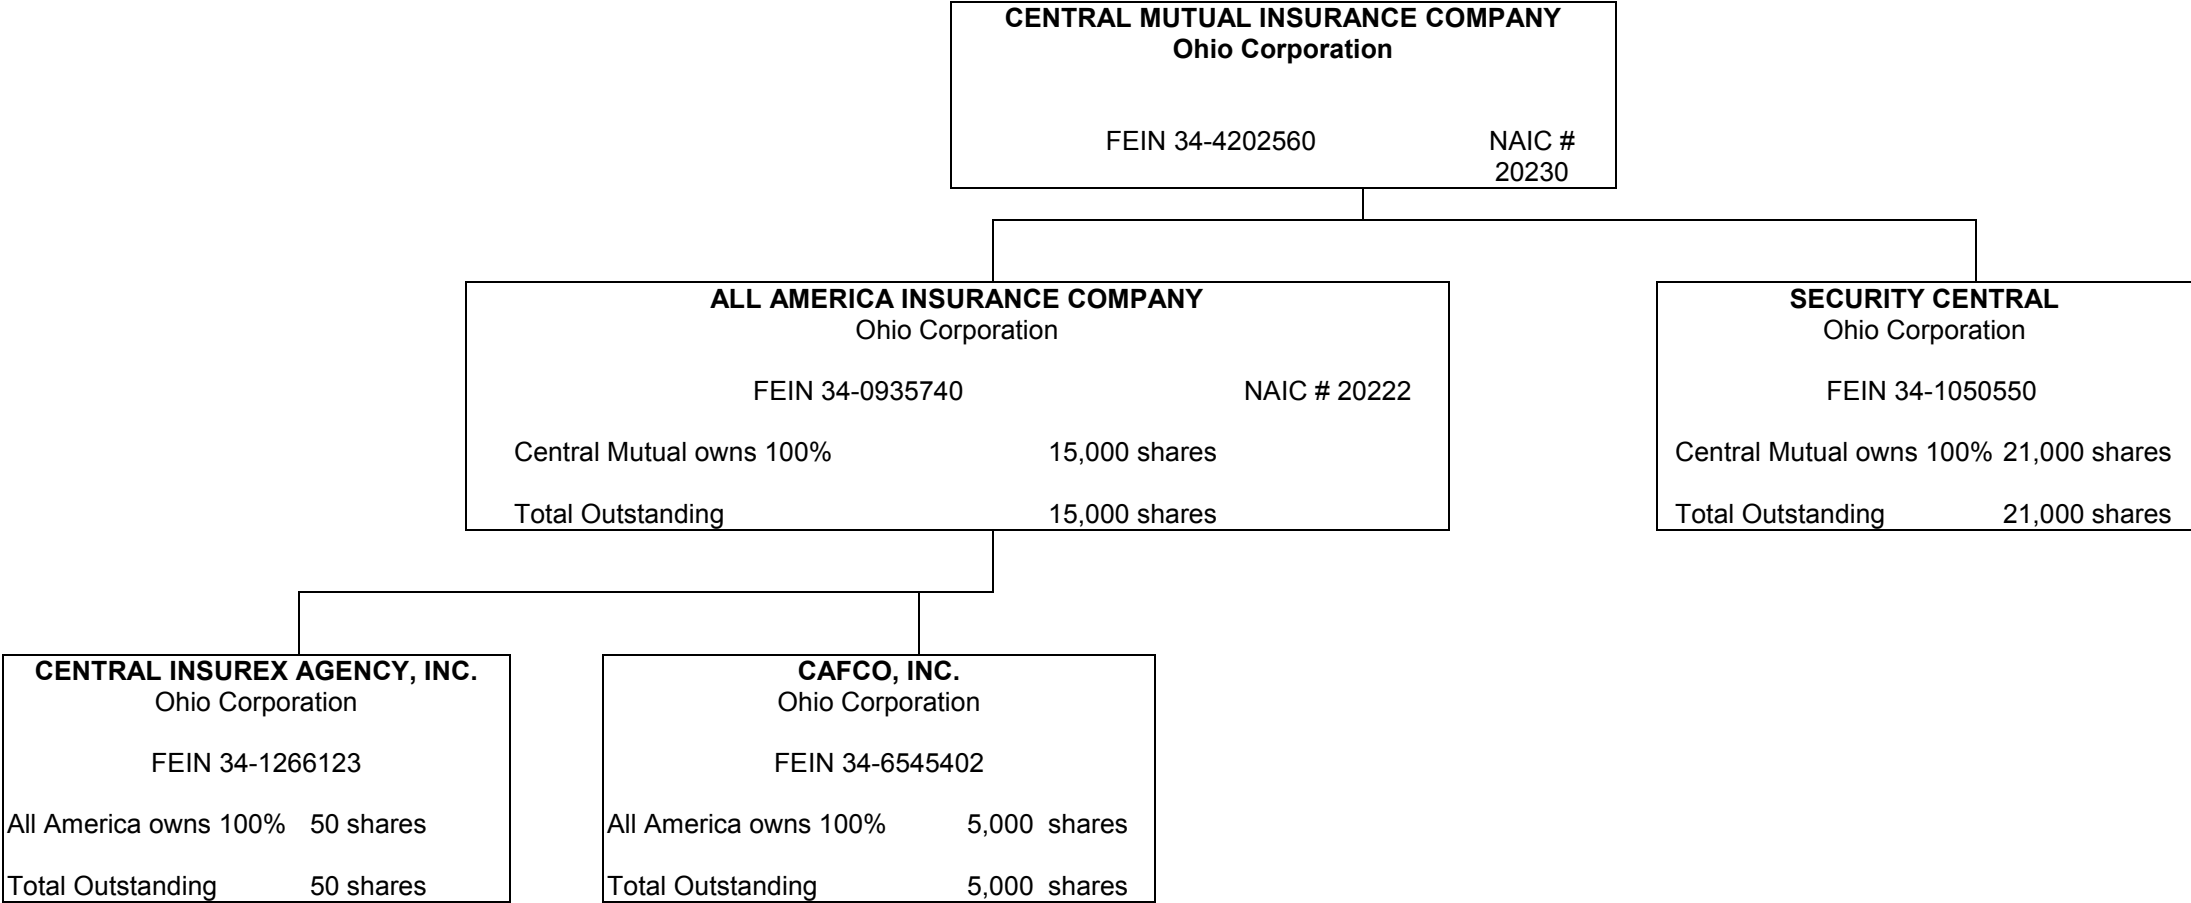 CENTRAL MUTUAL INSURANCE COMPANY
Ohio Corporation
FEIN 34-4202560 NAIC #
20230
ALL AMERICA INSURANCE COMPANY
Ohio Corporation
FEIN 34-0935740 NAIC # 20222
Central Mutual owns 100% 15,000 shares
Total Outstanding 15,000 shares
SECURITY CENTRAL
Ohio Corporation
FEIN 34-1050550
Central Mutual owns 100% 21,000 shares
Total Outstanding 21,000 shares
CENTRAL INSUREX AGENCY, INC.
Ohio Corporation
FEIN 34-1266123
All America owns 100% 50 shares
Total Outstanding 50 shares
CAFCO, INC.
Ohio Corporation
FEIN 34-6545402
All America owns 100% 5,000 shares
Total Outstanding 5,000 shares